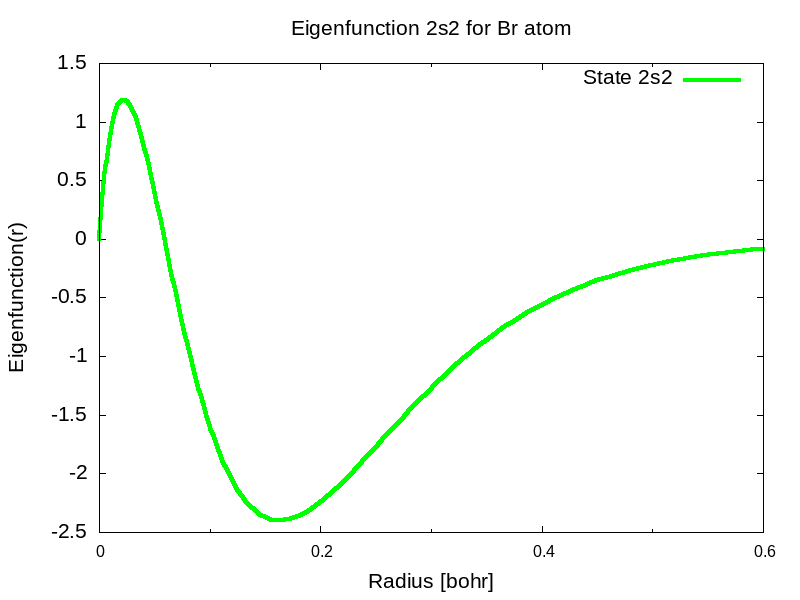 Eigenfunction 2s2 for Br atom
State 2s2
1.5
1
0.5
0
-0.5
-1
-1.5
-2
-2.5
Eigenfunction(r)
0 0.2 0.4 0.6
Radius [bohr]